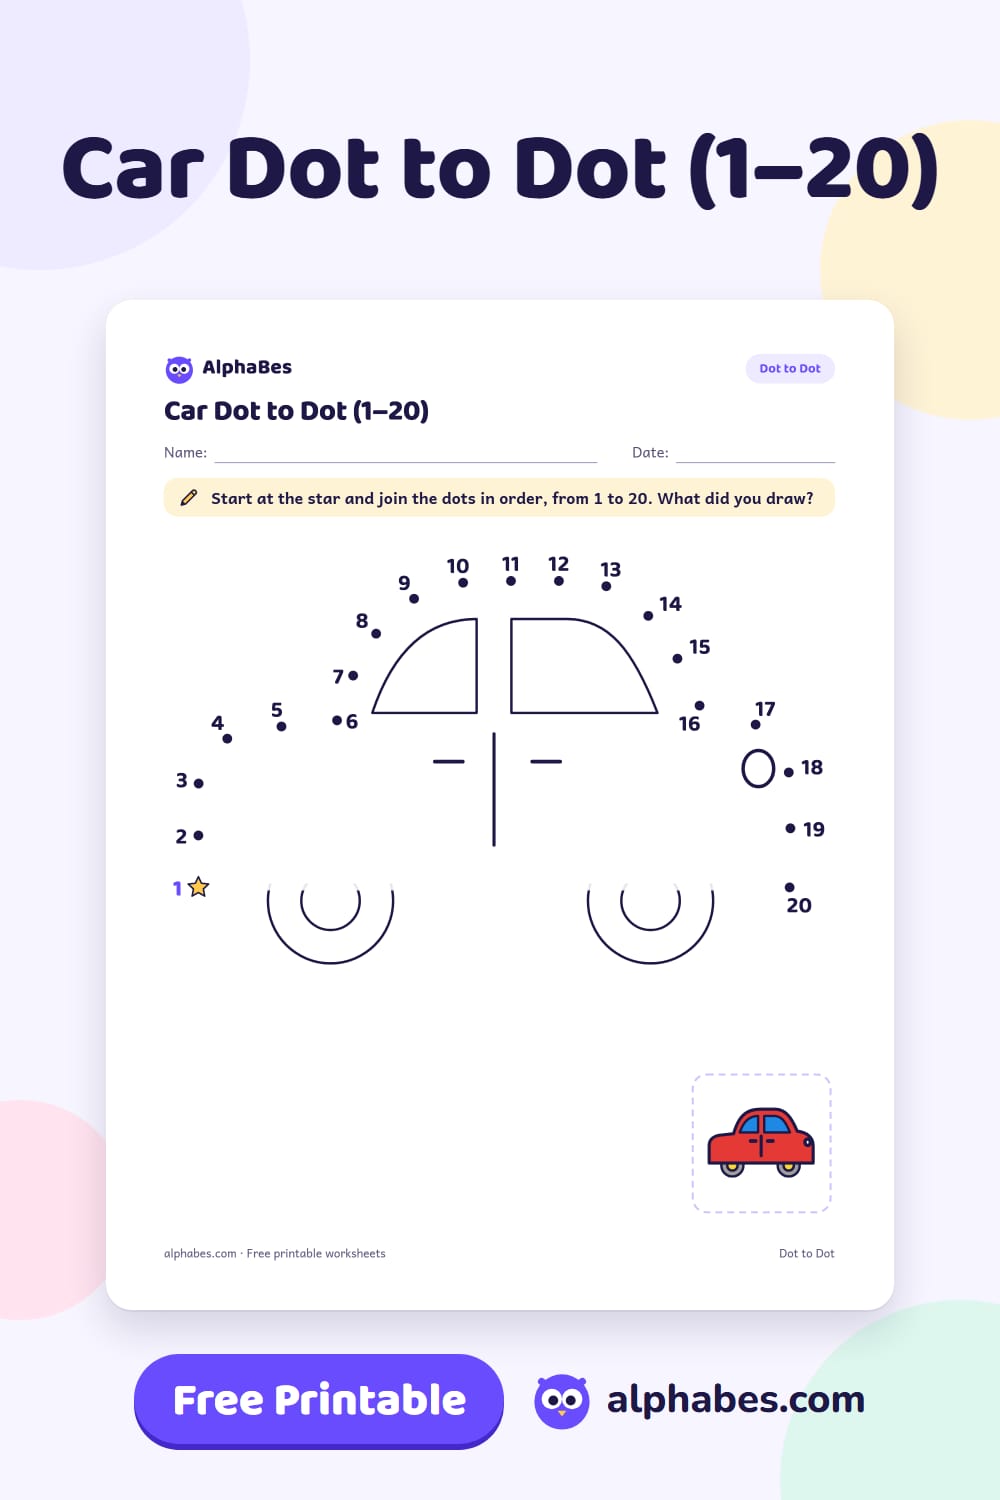 Car Dot to Dot (1–20)
AlphaBes
Dot to Dot
Car Dot to Dot (1–20)
Name:
Date:
Start at the star and join the dots in order, from 1 to 20. What did you draw?
10
11
12
13
9
14
8
15
7
5
6
4
16
17
3
18
2
19
1
20
alphabes.com · Free printable worksheets
Dot to Dot
Free Printable
alphabes.com